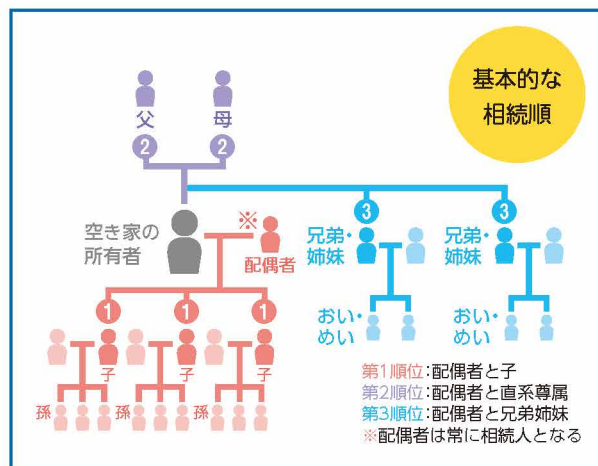 基本的な
相続順
父
母
2
2
3
3
空き家の
所有者
※
配偶者
兄弟・
姉妹
兄弟・
姉妹
1
1
1
おい・
めい
おい・
めい
子
子
子
孫
孫
孫
第1順位:配偶者と子
第2順位:配偶者と直系尊属
第3順位:配偶者と兄弟姉妹
※配偶者は常に相続人となる